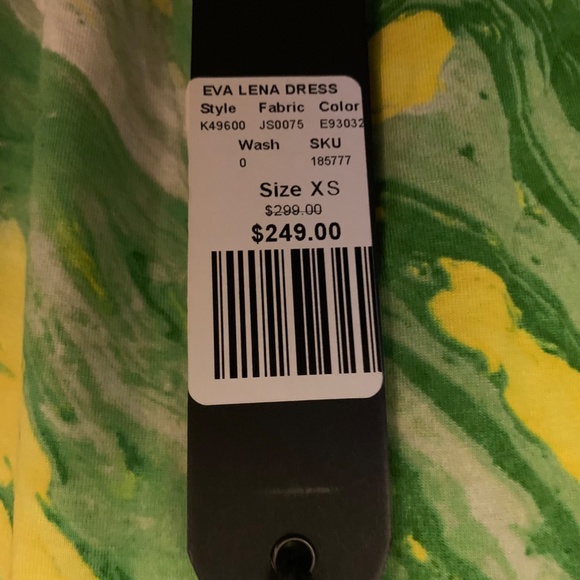 EVA LENA DRESS
Style Fabric Color
K49600 JS0075 E93032
Wash SKU
0 185777
Size XS
$299.00
$249.00